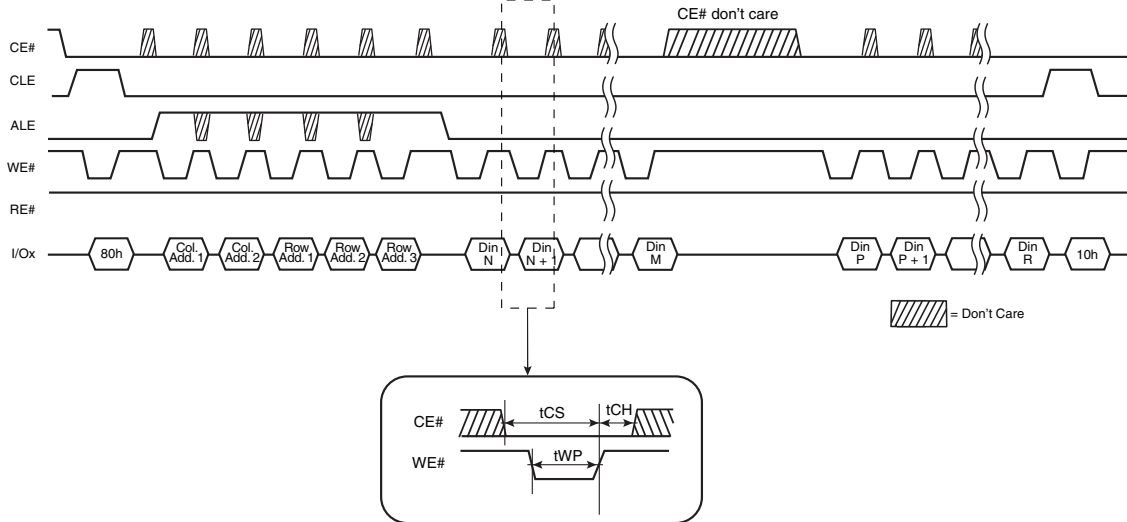 CE# don't care
CE#
CLE
ALE
WE#
RE#
I/Ox
80h
Col.
Add. 1
Col.
Add. 2
Row
Add. 1
Row
Add. 2
Row
Add. 3
Din
N
Din
N + 1
Din
M
Din
P
Din
P + 1
Din
R
10h
= Don't Care
CE#
tCS
tCH
WE#
tWP